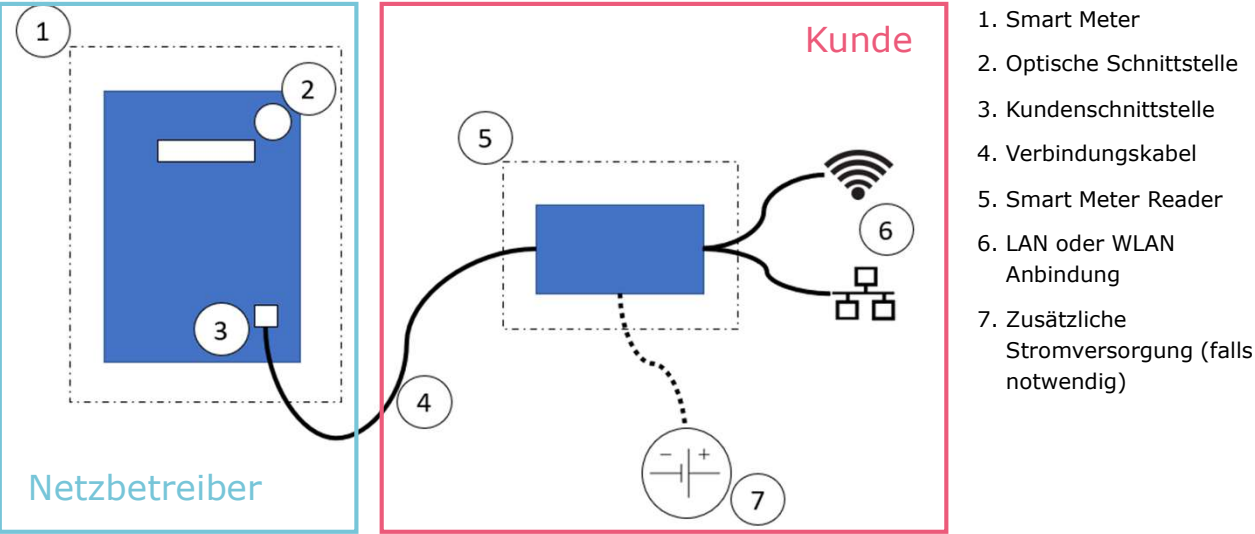 1
2
3
Netzbetreiber
Kunde
4
5
6
7
− +
1. Smart Meter
2. Optische Schnittstelle
3. Kundenschnittstelle
4. Verbindungskabel
5. Smart Meter Reader
6. LAN oder WLAN
Anbindung
7. Zusätzliche
Stromversorgung (falls
notwendig)